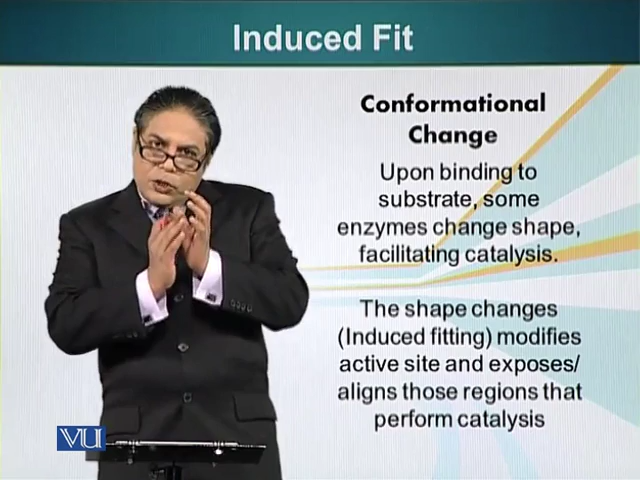 Induced Fit
Conformational
Change
Upon binding to
substrate, some
enzymes change shape,
facilitating catalysis.
The shape changes
(Induced fitting) modifies
active site and exposes/
aligns those regions that
perform catalysis
VU